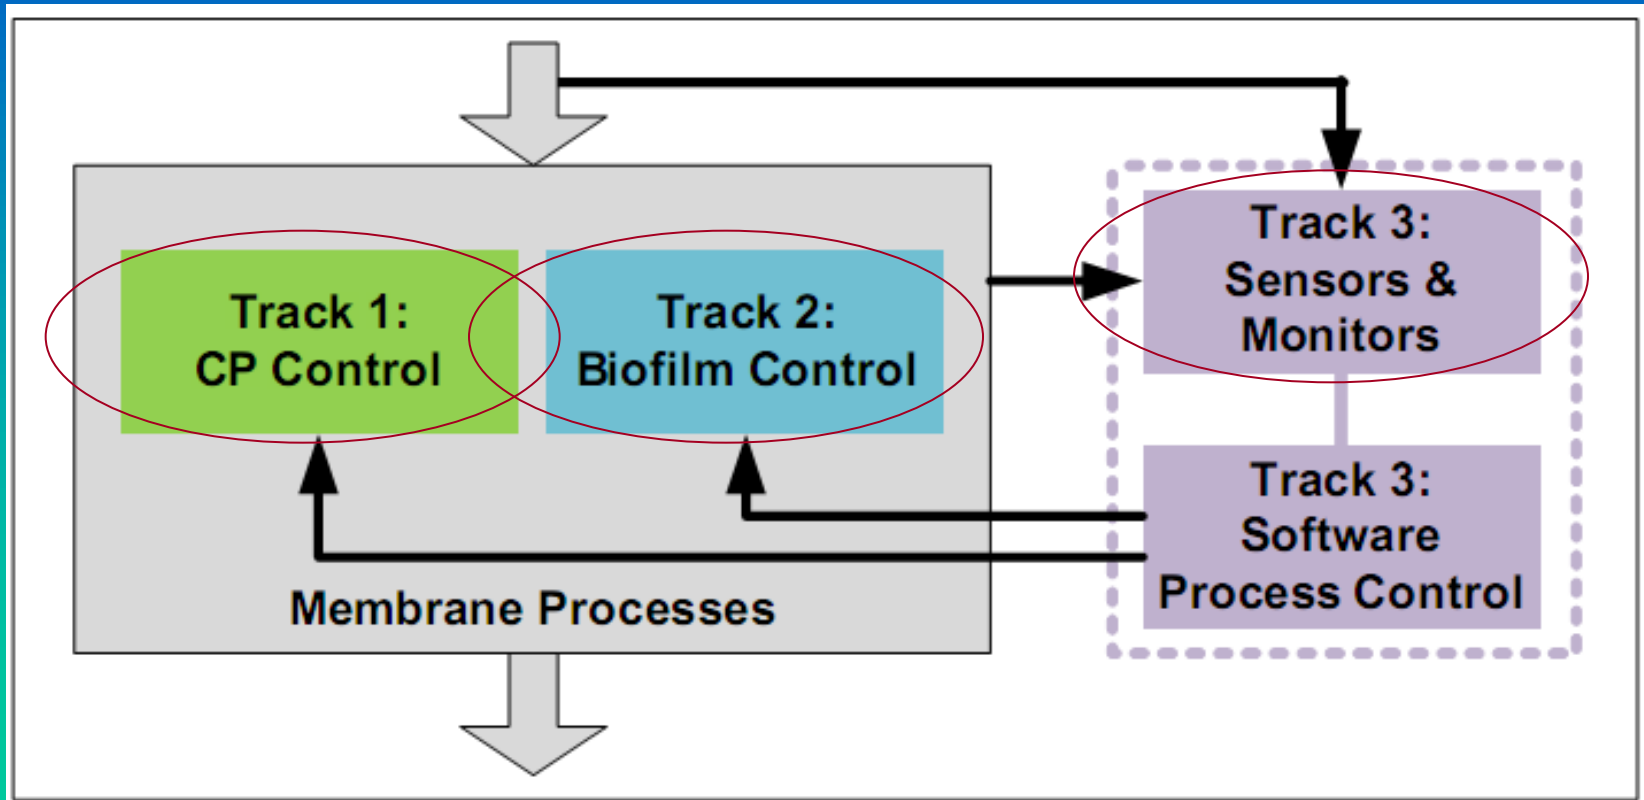 Track 1:
CP Control
Track 2:
Biofilm Control
Track 3:
Sensors &
Monitors
Track 3:
Software
Process Control
Membrane Processes